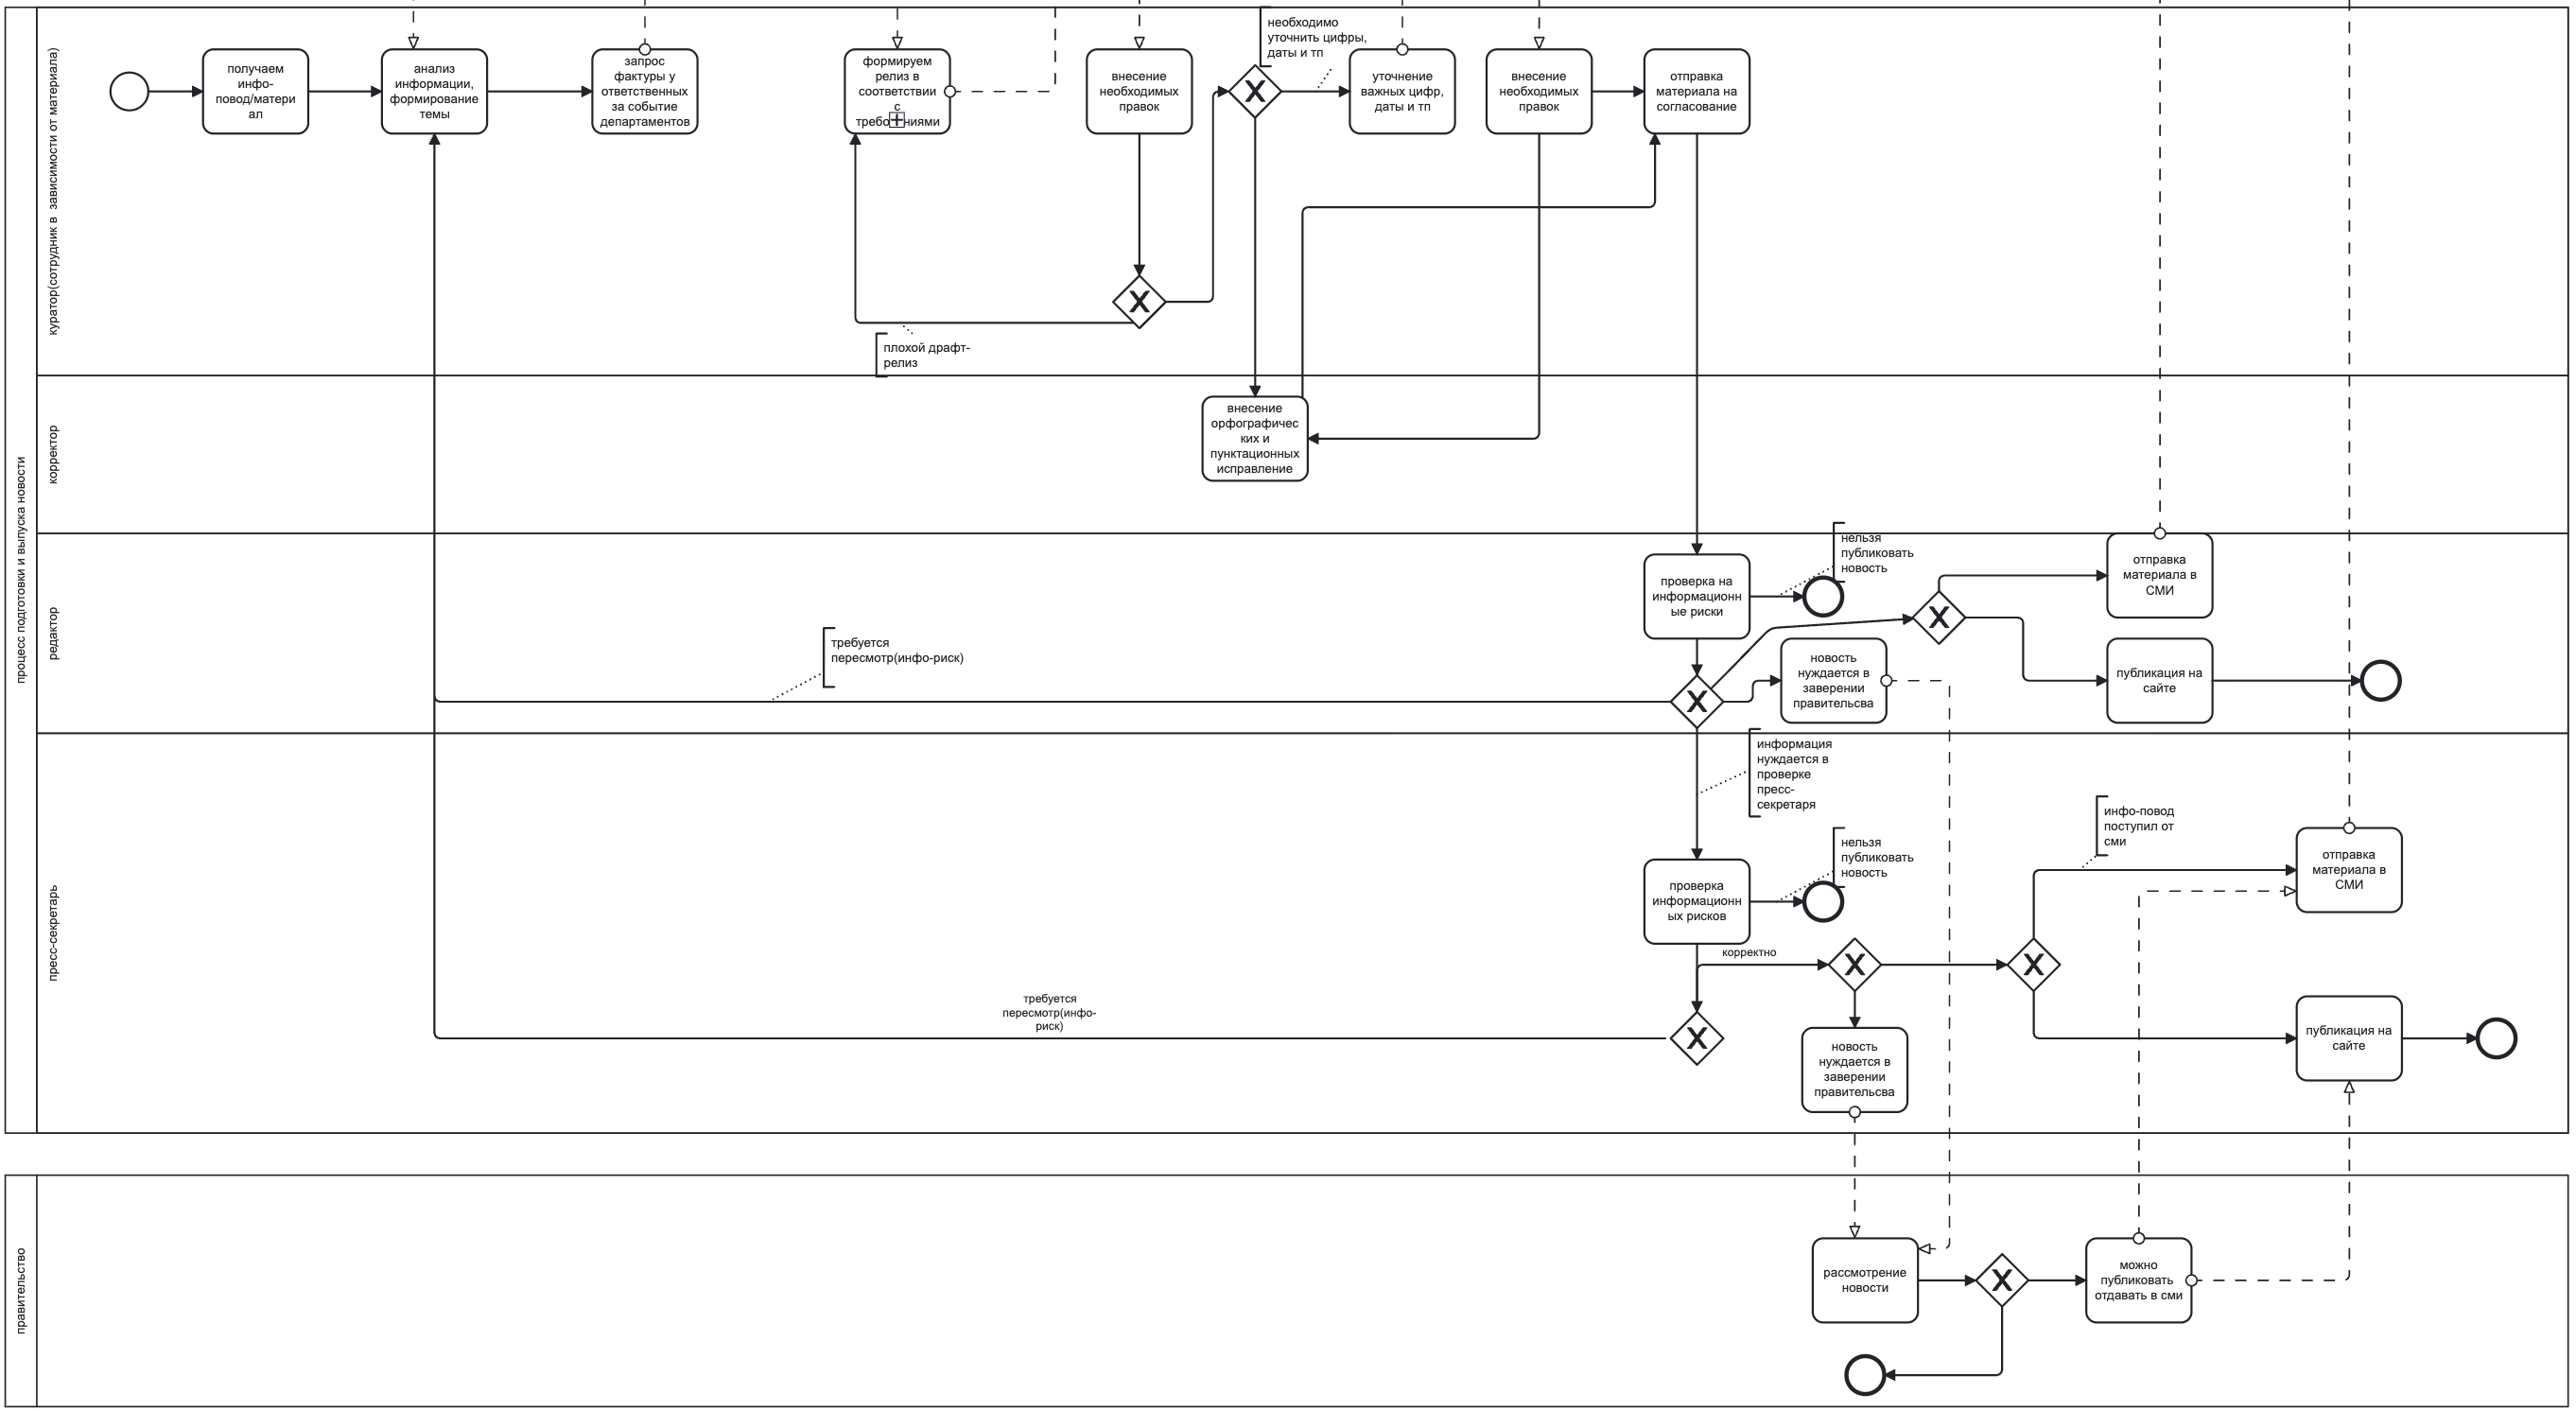 процесс подготовки и выпуска новости
куратор(сотрудник в зависимости от материала)
получаем
инфо-
повод/матери
ал
анализ
информации,
формирование
темы
запрос
фактуры у
ответственных
за событие
департаментов
формируем
релиз в
соответствии
с
требо ниями
внесение
необходимых
правок
необходимо
уточнить цифры,
даты и тп
уточнение
важных цифр,
даты и тп
внесение
необходимых
правок
отправка
материала на
согласование
плохой драфт-
релиз
корректор
внесение
орфографичес
ких и
пунктационных
исправление
редактор
проверка на
информационн
ые риски
нельзя
публиковать
новость
отправка
материала в
СМИ
требуется
пересмотр(инфо-риск)
новость
нуждается в
заверении
правительсва
публикация на
сайте
пресс-секретарь
информация
нуждается в
проверке
пресс-
секретаря
проверка
информационн
ых рисков
нельзя
публиковать
новость
инфо-повод
поступил от
сми
отправка
материала в
СМИ
корректно
требуется
пересмотр(инфо-
риск)
новость
нуждается в
заверении
правительсва
публикация на
сайте
правительство
рассмотрение
новости
можно
публиковать
отдавать в сми